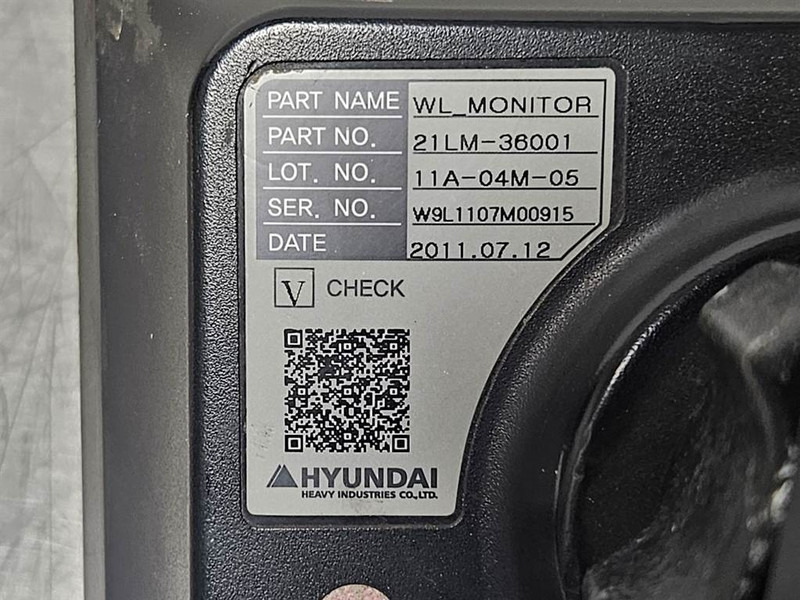 PART NAME WL_MONITOR
PART NO. 21LM-36001
LOT. NO. 11A-04M-05
SER. NO. W9L1107M00915
DATE 2011.07.12
V CHECK
HYUNDAI
HEAVY INDUSTRIES CO.,LTD.